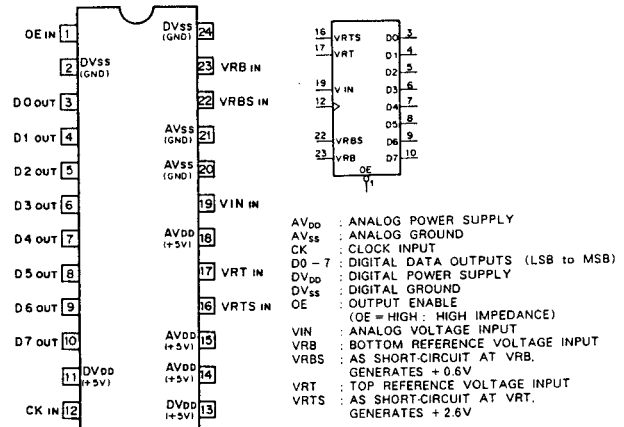 OE IN 1
DVss (GND) 24
2 DVss (GND)
23 VRB IN
D0 OUT 3
22 VRBS IN
D1 OUT 4
AVss (GND) 21
D2 OUT 5
AVss (GND) 20
D3 OUT 6
19 VIN IN
D4 OUT 7
AVDD (+5V) 18
D5 OUT 8
17 VRT IN
D6 OUT 9
16 VRTS IN
D7 OUT 10
AVDD (+5V) 15
11 DVDD (+5V)
AVDD (+5V) 14
CK IN 12
DVDD (+5V) 13
16 VRTS D0 3
17 VRT D1 4
D2 5
19 V IN D3 6
12 D4 7
D5 8
22 VRBS D6 9
23 VRB D7 10
OE
1
AVDD : ANALOG POWER SUPPLY
AVss : ANALOG GROUND
CK : CLOCK INPUT
D0 - 7 : DIGITAL DATA OUTPUTS (LSB to MSB)
DVDD : DIGITAL POWER SUPPLY
DVss : DIGITAL GROUND
OE : OUTPUT ENABLE
(OE = HIGH : HIGH IMPEDANCE)
VIN : ANALOG VOLTAGE INPUT
VRB : BOTTOM REFERENCE VOLTAGE INPUT
VRBS : AS SHORT-CIRCUIT AT VRB,
GENERATES + 0.6V
VRT : TOP REFERENCE VOLTAGE INPUT
VRTS : AS SHORT-CIRCUIT AT VRT,
GENERATES + 2.6V